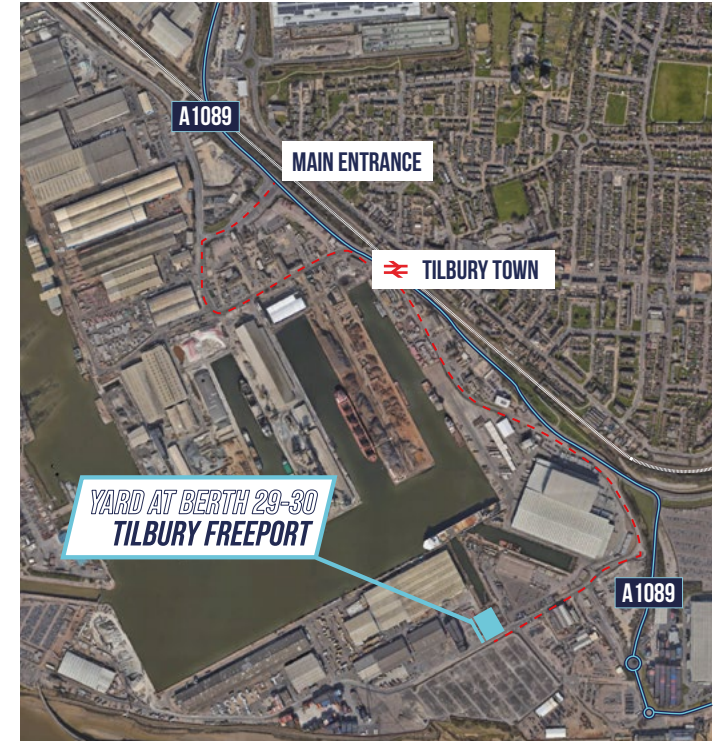 A1089
MAIN ENTRANCE
TILBURY TOWN
YARD AT BERTH 29-30
TILBURY FREEPORT
A1089